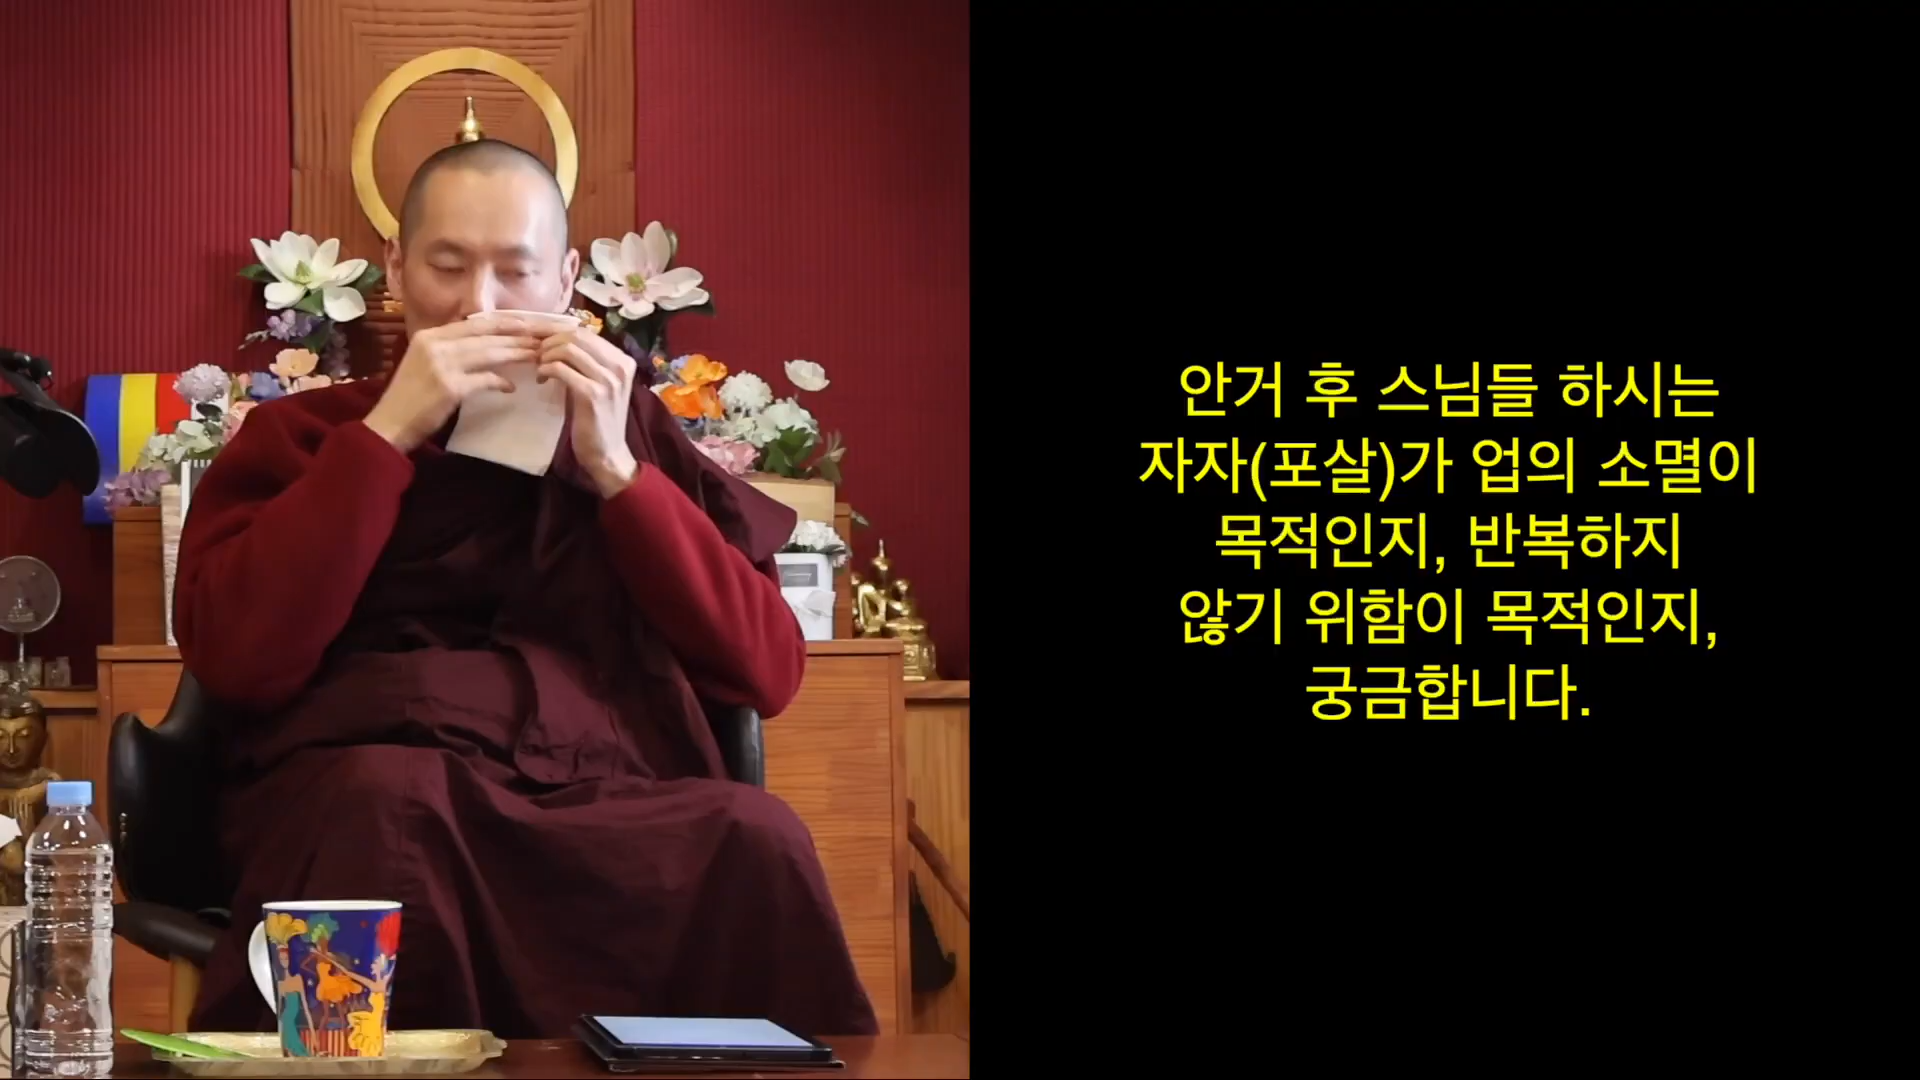 안거 후 스님들 하시는
자자(포살)가 업의 소멸이
목적인지, 반복하지
않기 위함이 목적인지,
궁금합니다.